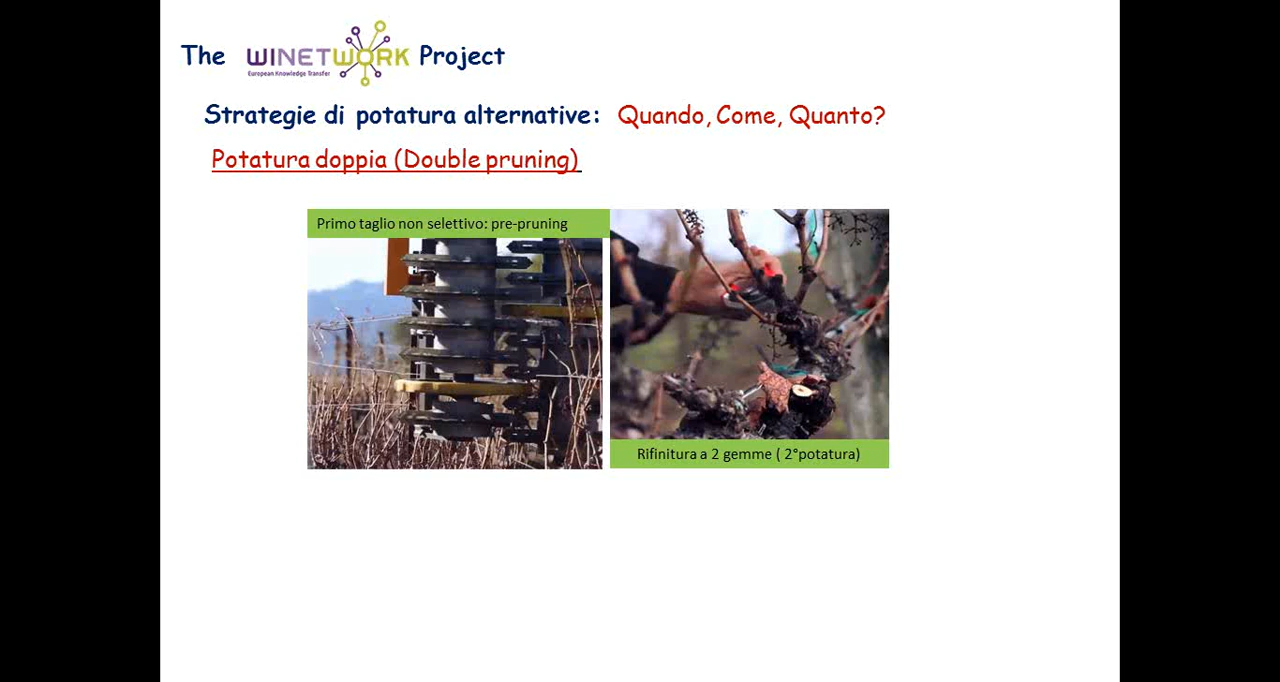 The WINETWORK Project
European Knowledge Transfer
Strategie di potatura alternative: Quando, Come, Quanto?
Potatura doppia (Double pruning)
Primo taglio non selettivo: pre-pruning
Rifinitura a 2 gemme ( 2°potatura)